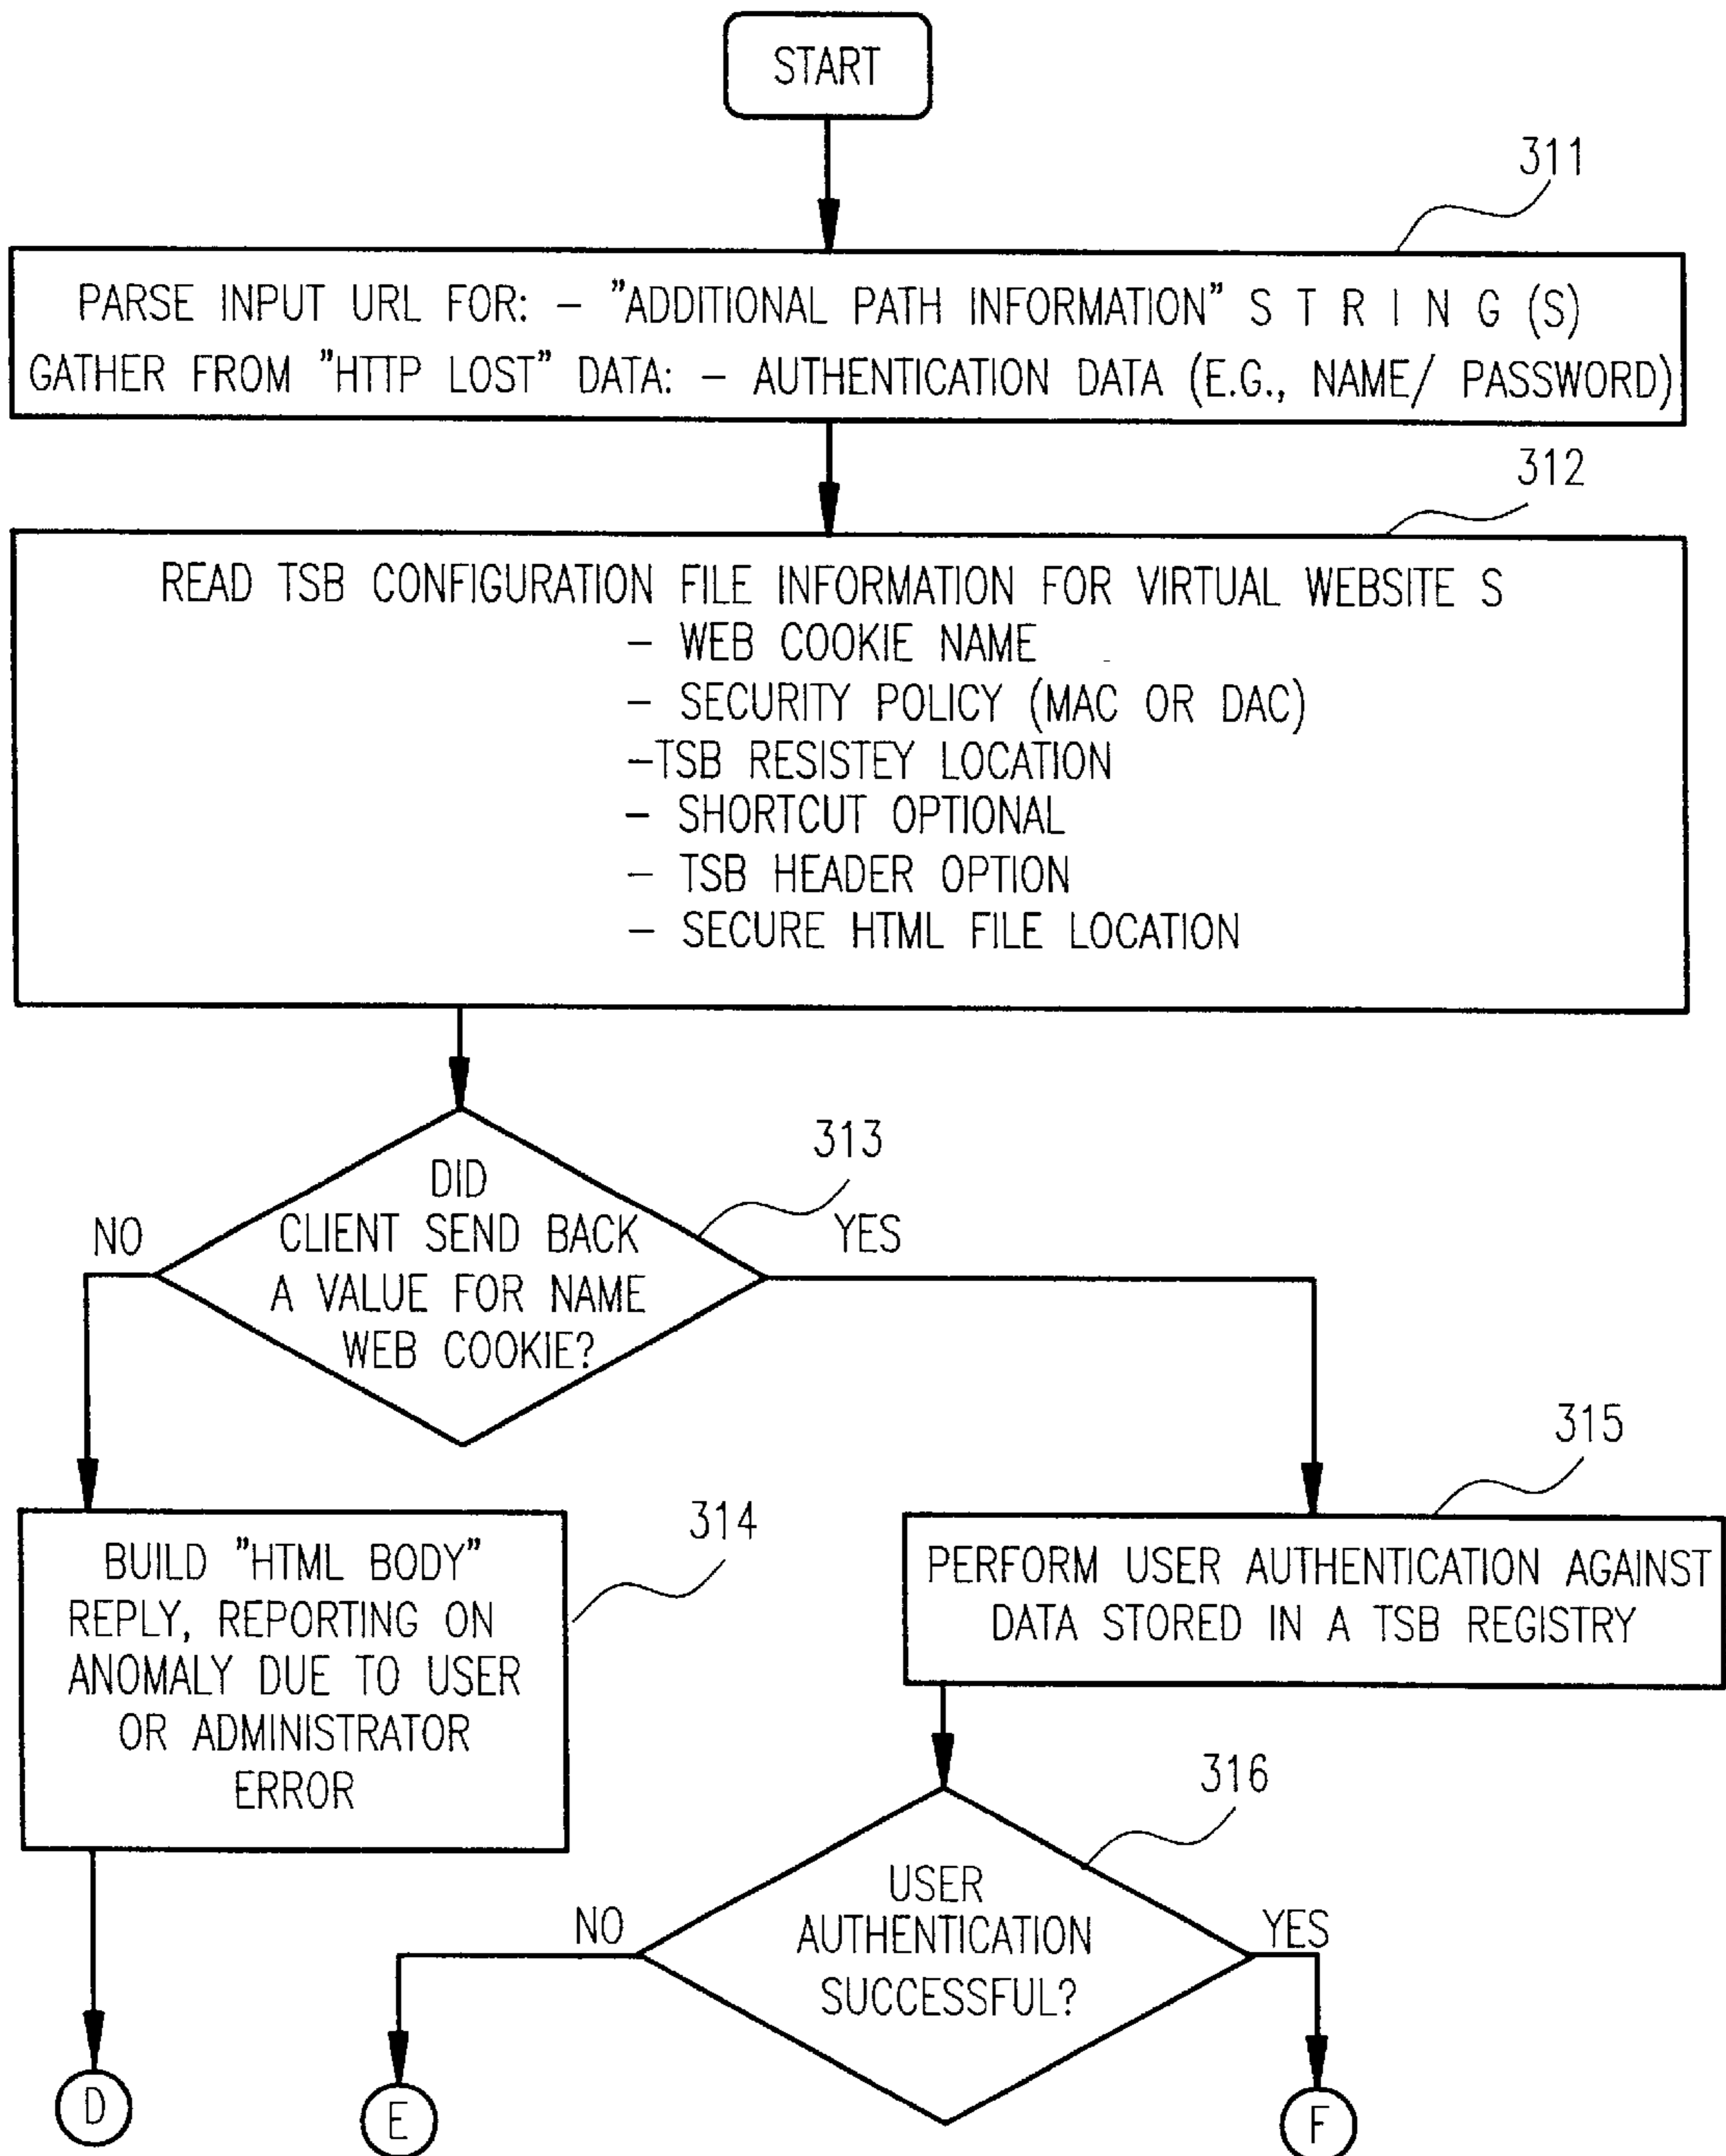 START
311
PARSE INPUT URL FOR: – "ADDITIONAL PATH INFORMATION" S T R I N G (S)
GATHER FROM "HTTP LOST" DATA: – AUTHENTICATION DATA (E.G., NAME/ PASSWORD)
312
READ TSB CONFIGURATION FILE INFORMATION FOR VIRTUAL WEBSITE S
– WEB COOKIE NAME
– SECURITY POLICY (MAC OR DAC)
–TSB RESISTEY LOCATION
– SHORTCUT OPTIONAL
– TSB HEADER OPTION
– SECURE HTML FILE LOCATION
313
DID
CLIENT SEND BACK
A VALUE FOR NAME
WEB COOKIE?
NO
YES
314
BUILD "HTML BODY"
REPLY, REPORTING ON
ANOMALY DUE TO USER
OR ADMINISTRATOR
ERROR
315
PERFORM USER AUTHENTICATION AGAINST
DATA STORED IN A TSB REGISTRY
316
USER
AUTHENTICATION
SUCCESSFUL?
NO
YES
D
E
F